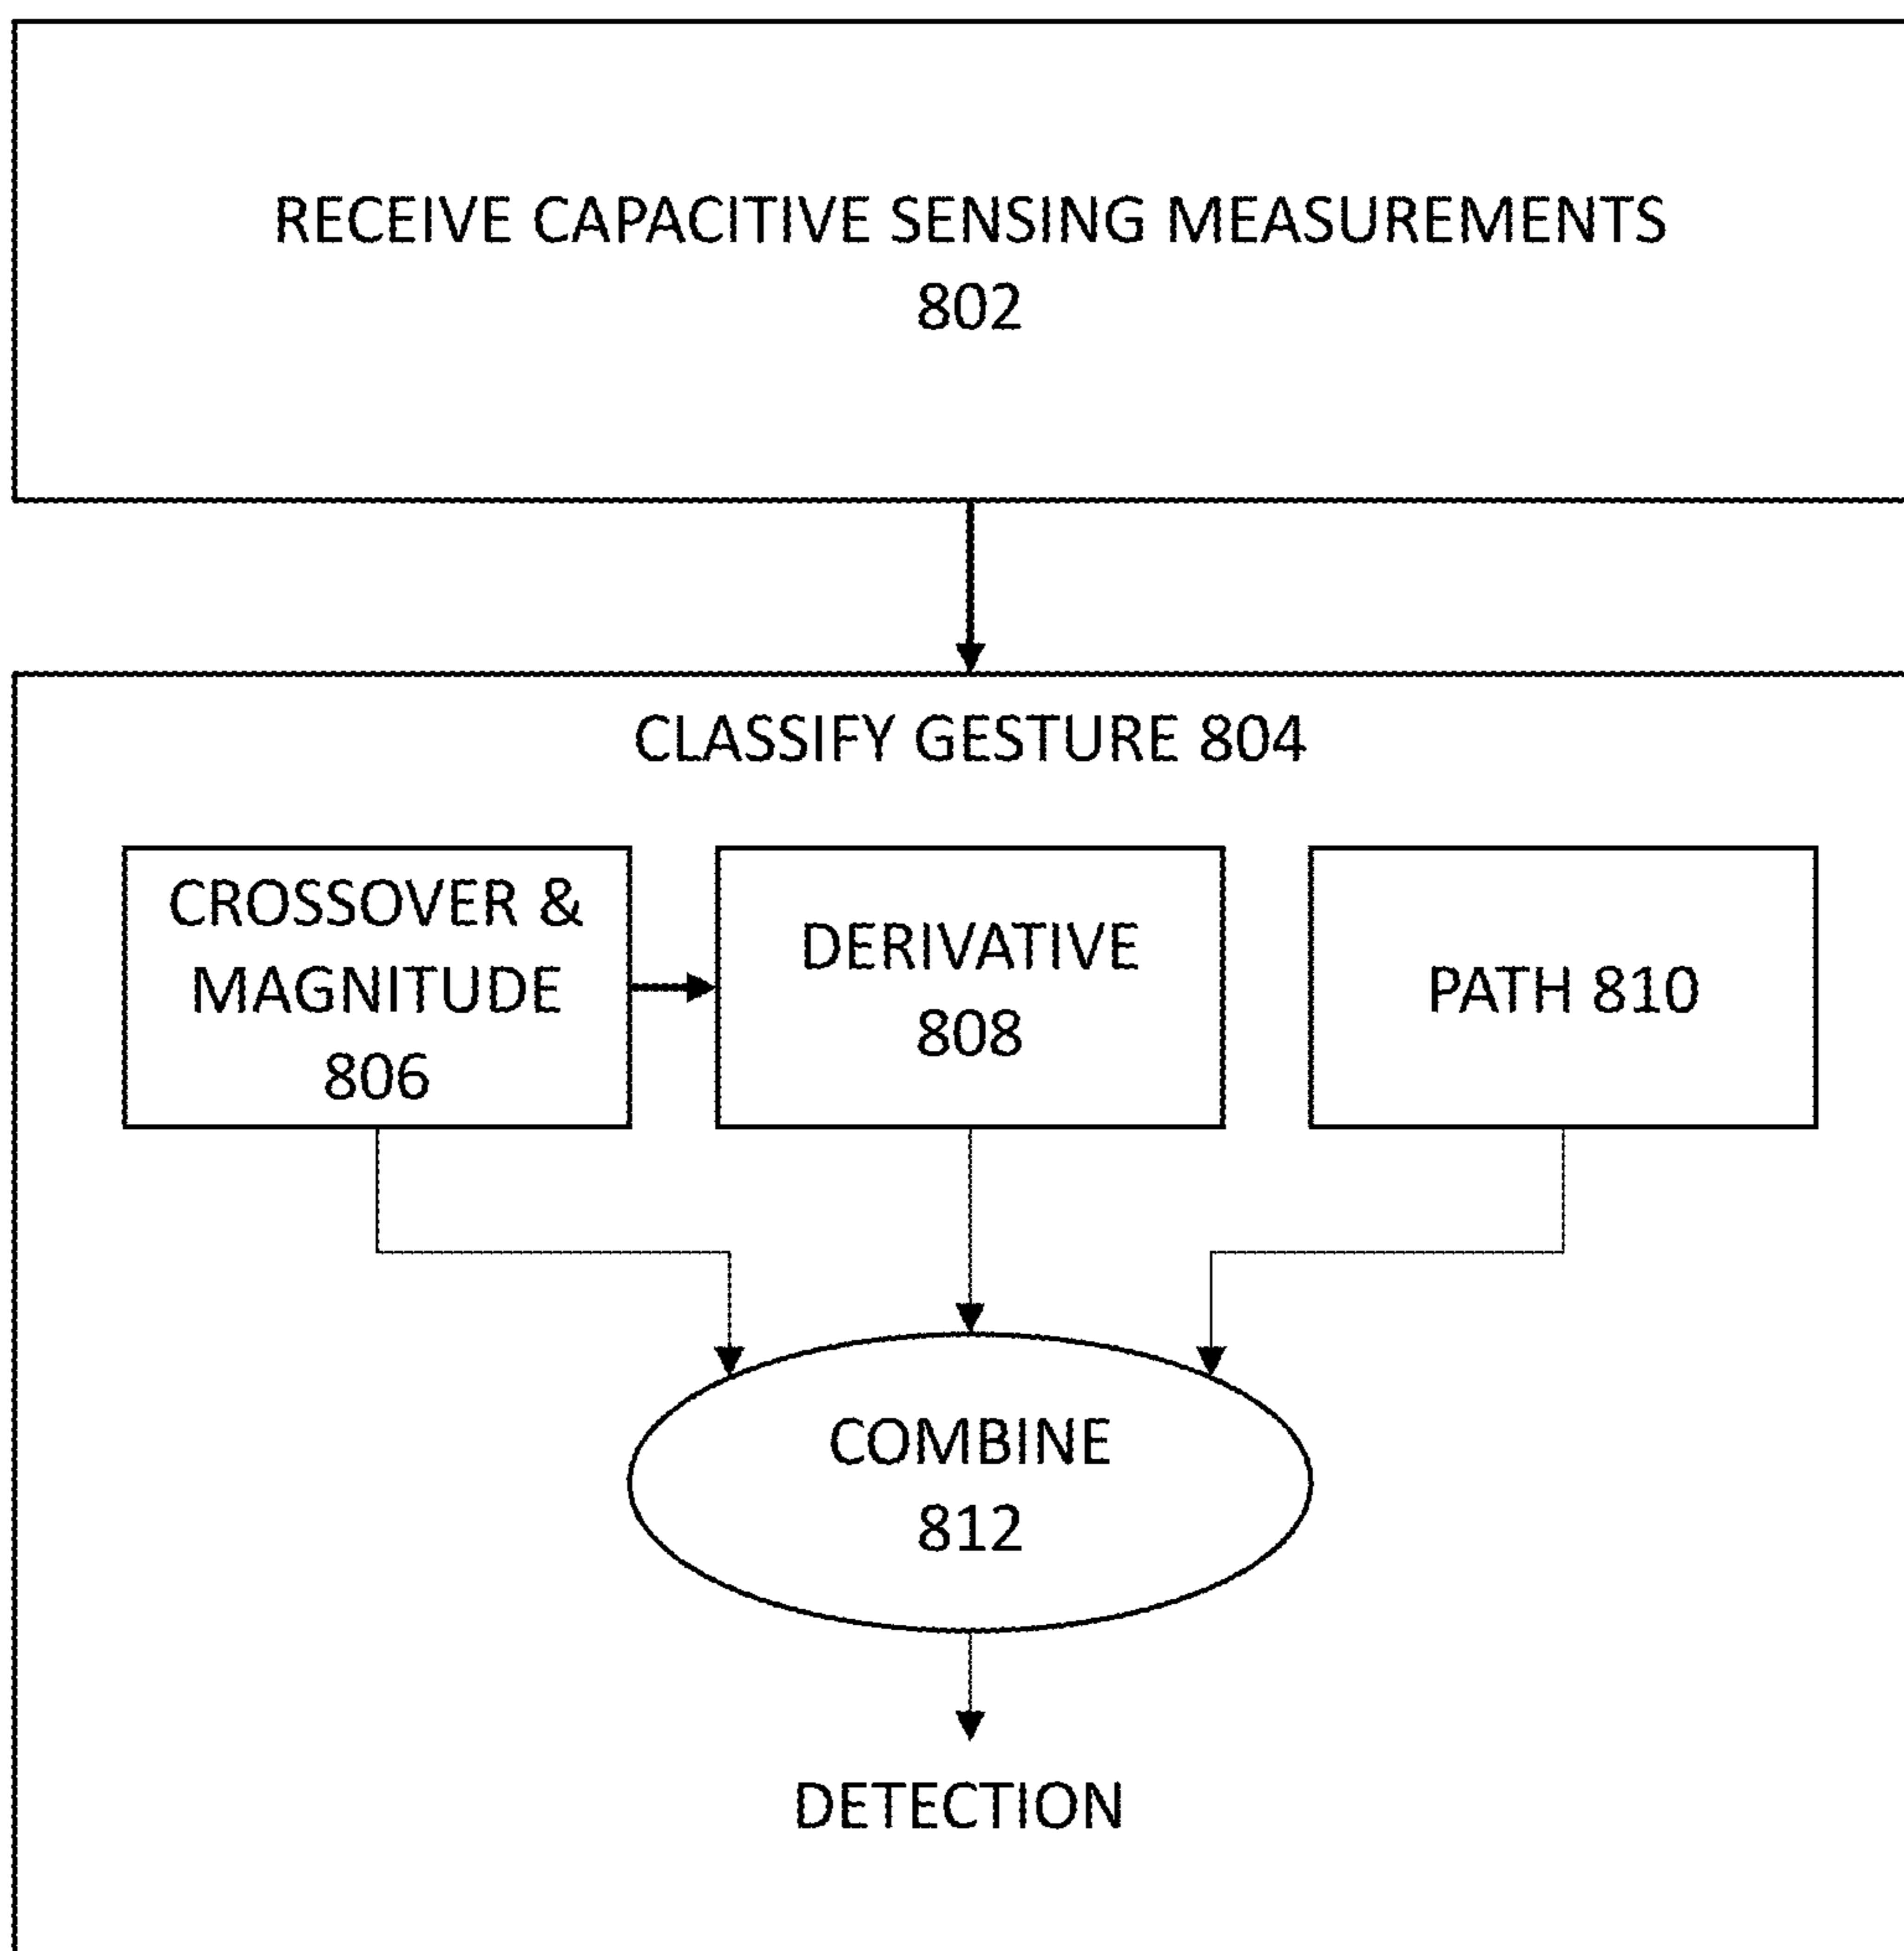 RECEIVE CAPACITIVE SENSING MEASUREMENTS
802
CLASSIFY GESTURE 804
CROSSOVER &
MAGNITUDE
806
DERIVATIVE
808
PATH 810
COMBINE
812
DETECTION